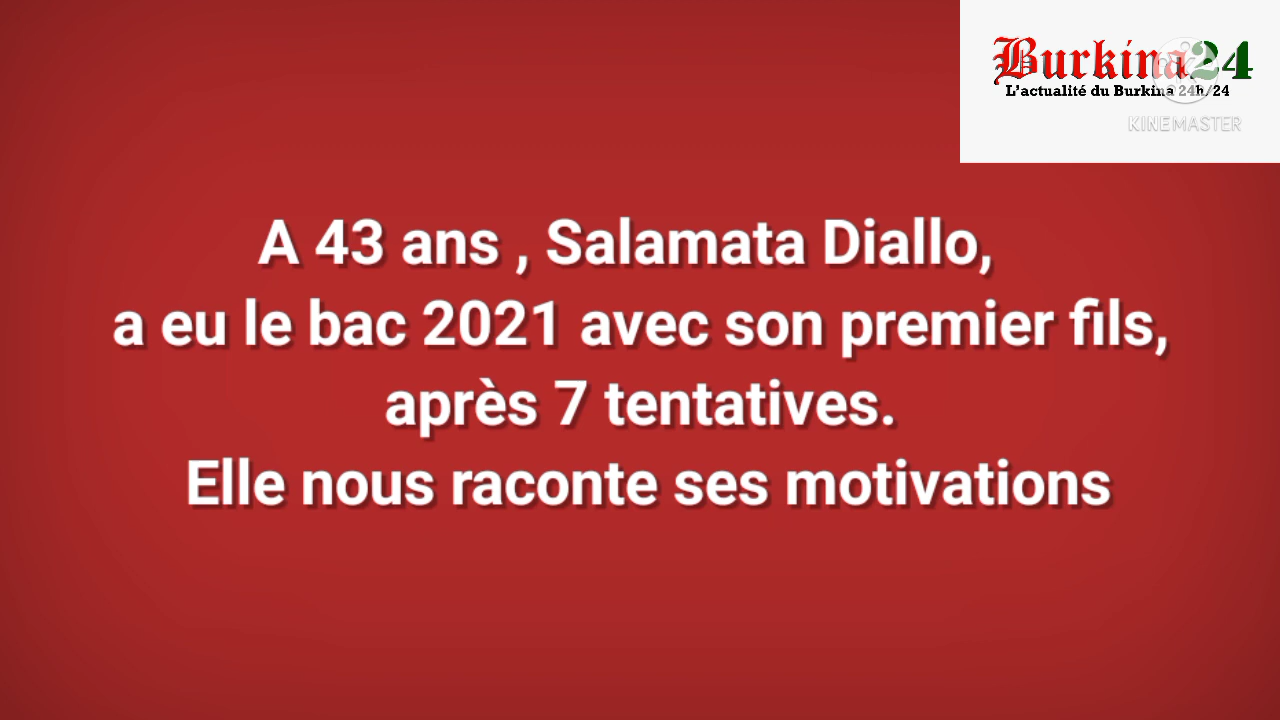 Burkina24
L'actualité du Burkina 24h/24
KINEMASTER
A 43 ans , Salamata Diallo,
a eu le bac 2021 avec son premier fils,
après 7 tentatives.
Elle nous raconte ses motivations